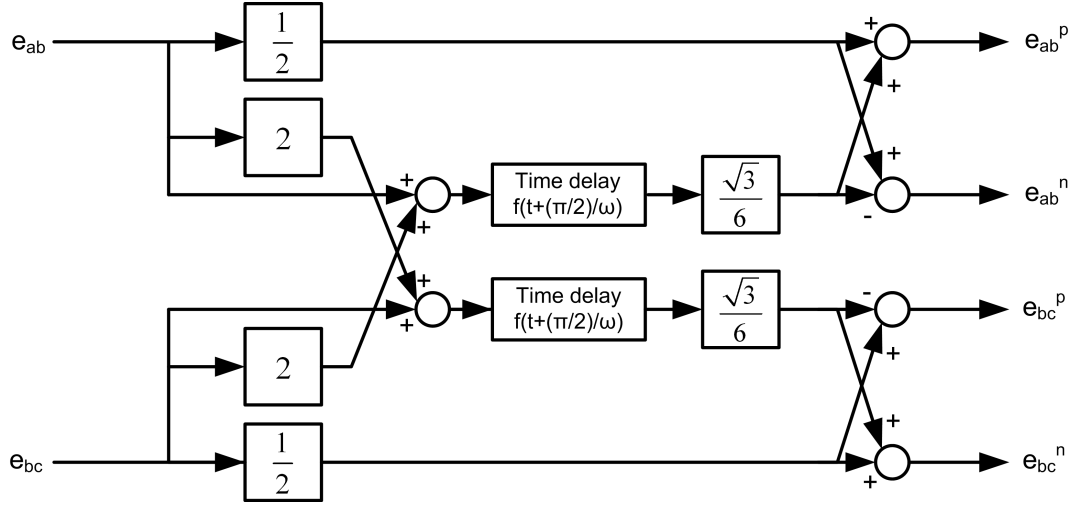 e_ab
1/2
+
e_ab^p
+
2
+
+
Time delay
f(t+(π/2)/ω)
√3/6
e_ab^n
-
+
+
-
+
Time delay
f(t+(π/2)/ω)
√3/6
e_bc^p
+
2
+
e_bc
1/2
+
e_bc^n